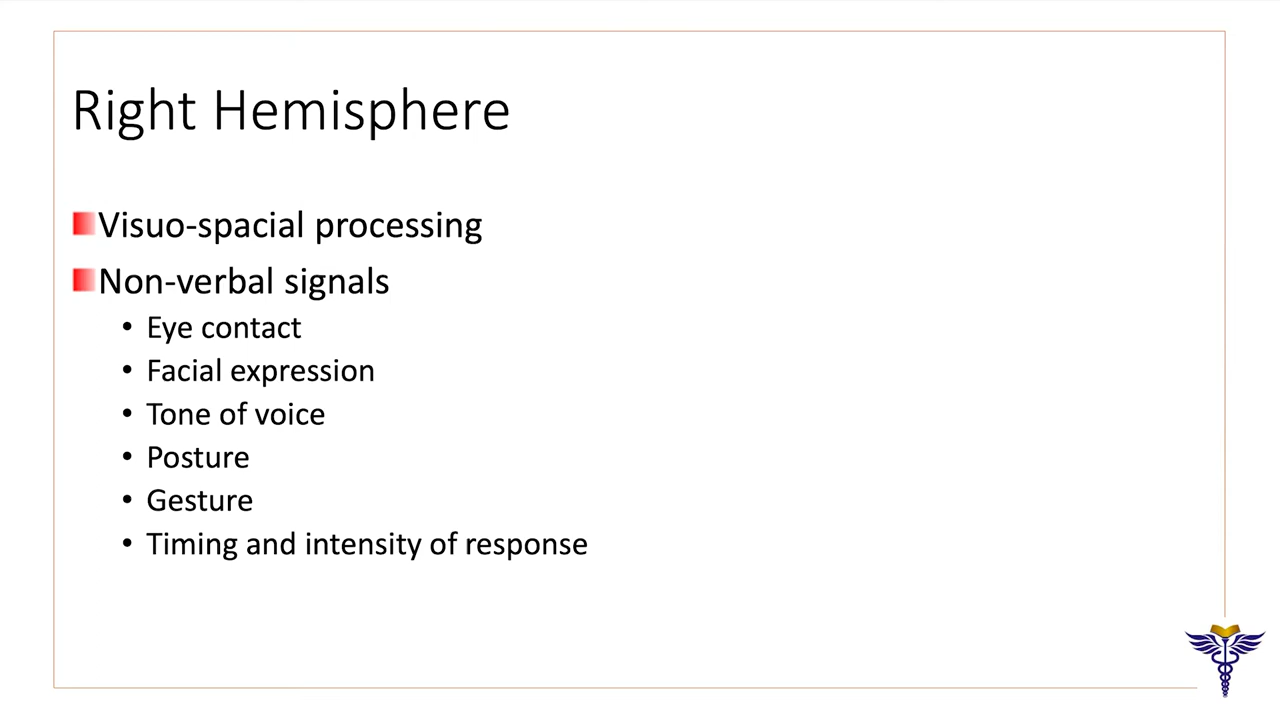 Right Hemisphere
Visuo-spacial processing
Non-verbal signals
• Eye contact
• Facial expression
• Tone of voice
• Posture
• Gesture
• Timing and intensity of response